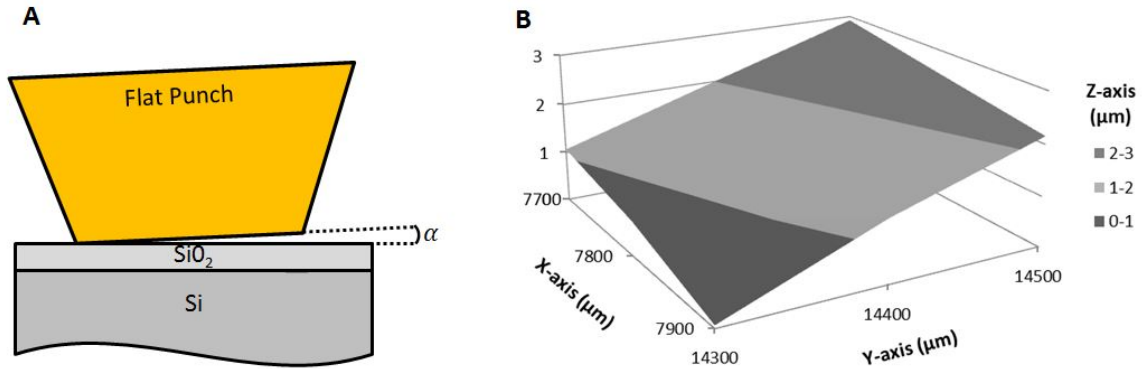 A
Flat Punch
α
SiO₂
Si
B
3
2
1
7700
7800
7900
X-axis (µm)
14300
14400
14500
Y-axis (µm)
Z-axis
(µm)
2-3
1-2
0-1